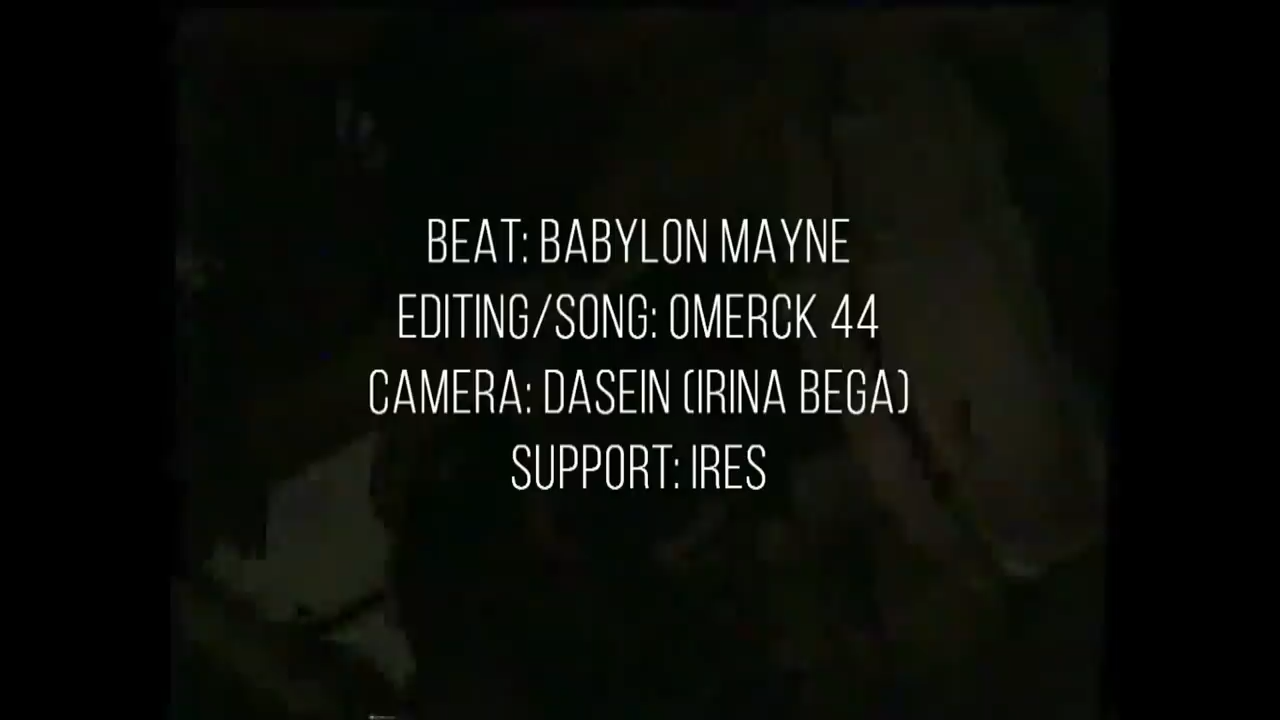 BEAT: BABYLON MAYNE
EDITING/SONG: OMERCK 44
CAMERA: DASEIN (IRINA BEGA)
SUPPORT: IRES